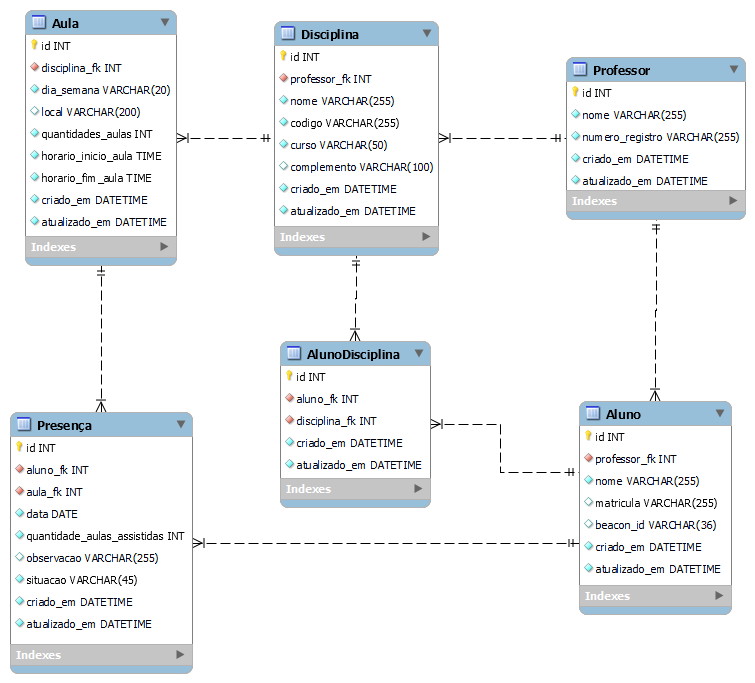 Aula
id INT
disciplina_fk INT
dia_semana VARCHAR(20)
local VARCHAR(200)
quantidades_aulas INT
horario_inicio_aula TIME
horario_fim_aula TIME
criado_em DATETIME
atualizado_em DATETIME
Indexes
Disciplina
id INT
professor_fk INT
nome VARCHAR(255)
codigo VARCHAR(255)
curso VARCHAR(50)
complemento VARCHAR(100)
criado_em DATETIME
atualizado_em DATETIME
Indexes
Professor
id INT
nome VARCHAR(255)
numero_registro VARCHAR(255)
criado_em DATETIME
atualizado_em DATETIME
Indexes
AlunoDisciplina
id INT
aluno_fk INT
disciplina_fk INT
criado_em DATETIME
atualizado_em DATETIME
Indexes
Presença
id INT
aluno_fk INT
aula_fk INT
data DATE
quantidade_aulas_assistidas INT
observacao VARCHAR(255)
situacao VARCHAR(45)
criado_em DATETIME
atualizado_em DATETIME
Indexes
Aluno
id INT
professor_fk INT
nome VARCHAR(255)
matricula VARCHAR(255)
beacon_id VARCHAR(36)
criado_em DATETIME
atualizado_em DATETIME
Indexes